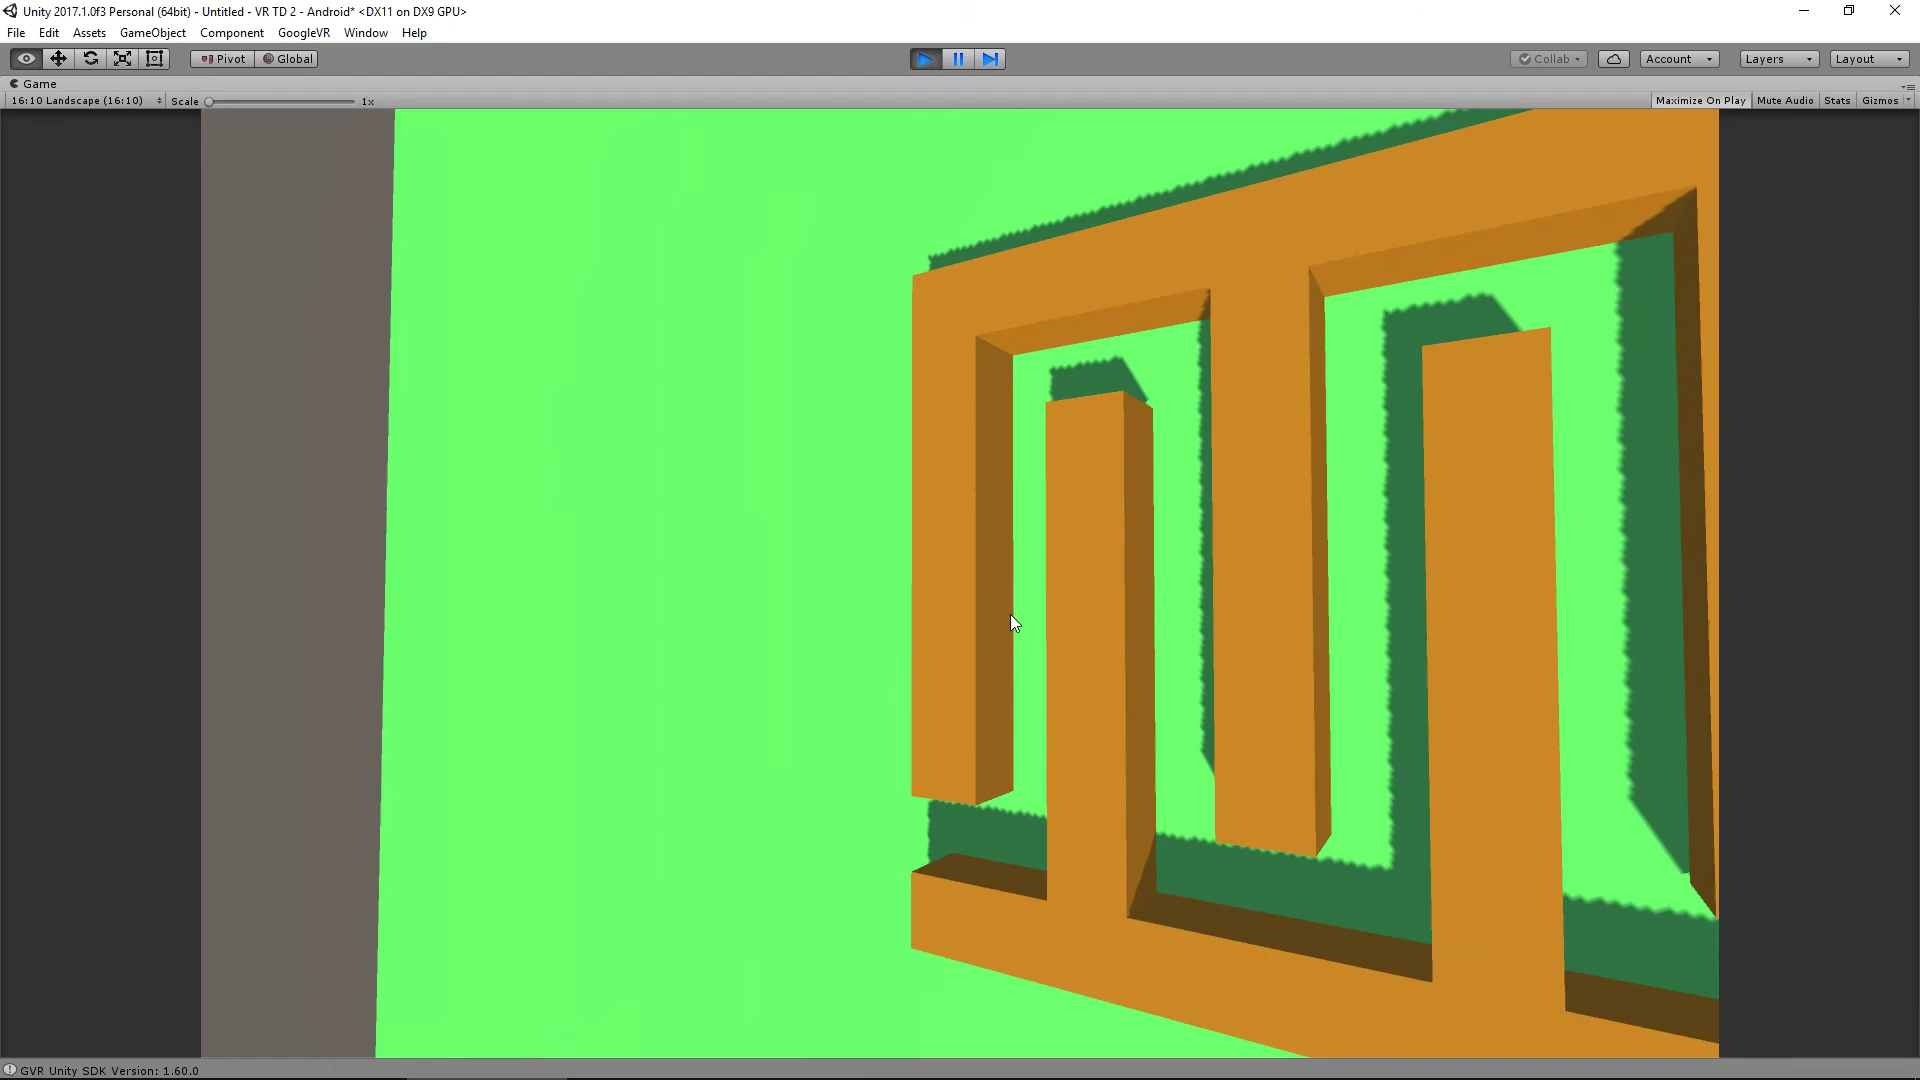 Unity 2017.1.0f3 Personal (64bit) - Untitled - VR TD 2 - Android* <DX11 on DX9 GPU>
File Edit Assets GameObject Component GoogleVR Window Help
Pivot Global Collab Account Layers Layout
Game
16:10 Landscape (16:10) Scale 1x Maximize On Play Mute Audio Stats Gizmos
GVR Unity SDK Version: 1.60.0